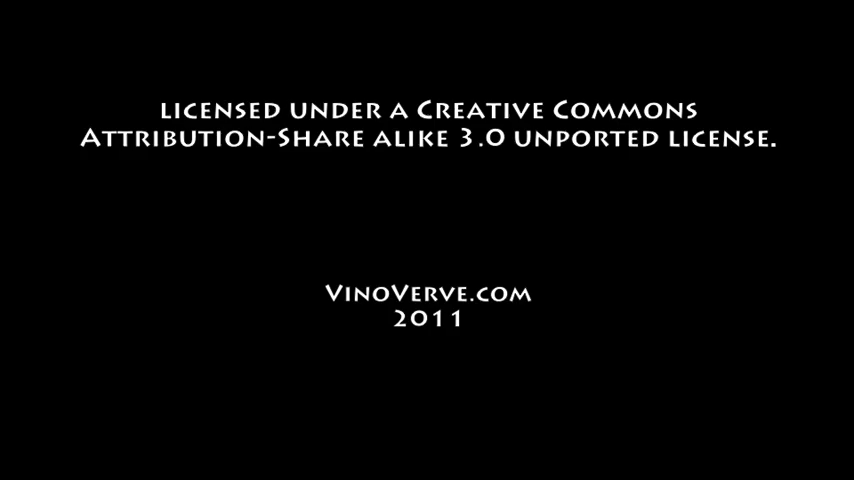 licensed under a Creative Commons
Attribution-Share alike 3.0 unported license.
VinoVerve.com
2011